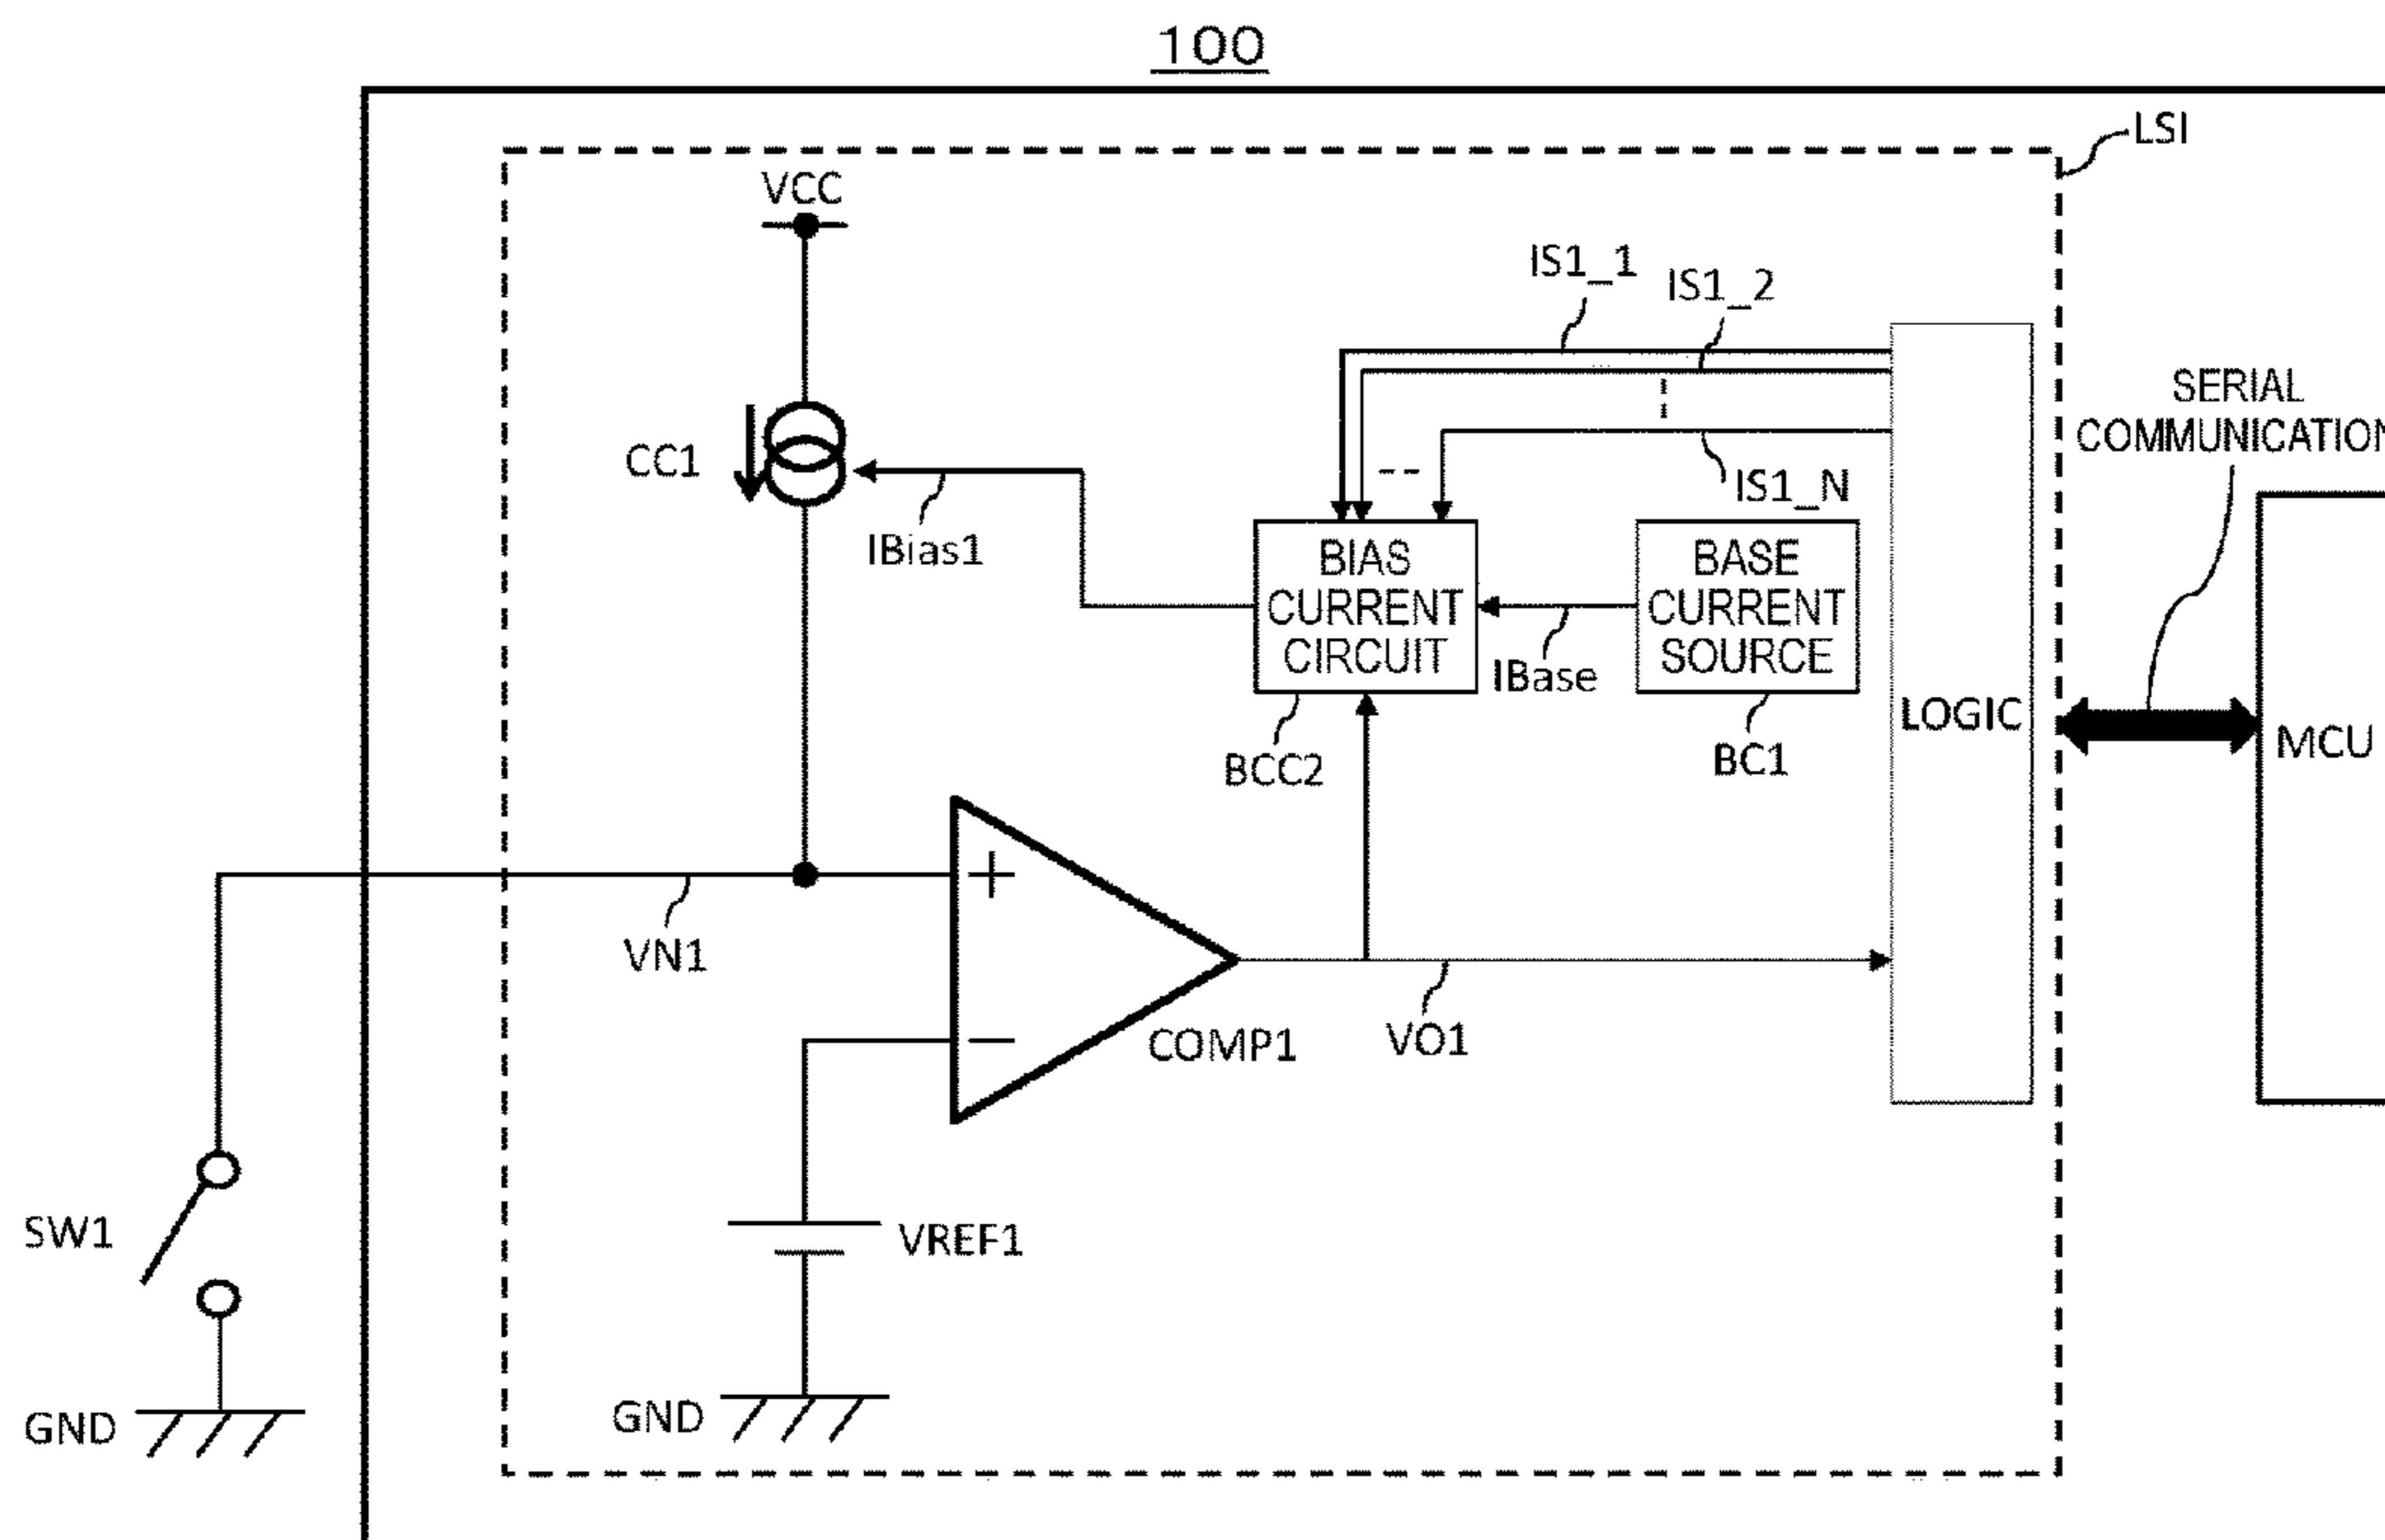 100
LSI
VCC
IS1_1
IS1_2
SERIAL
COMMUNICATION
CC1
IS1_N
IBias1
BIAS
CURRENT
CIRCUIT
BASE
CURRENT
SOURCE
IBase
LOGIC
MCU
BCC2
BC1
+
VN1
−
COMP1
VO1
SW1
VREF1
GND
GND